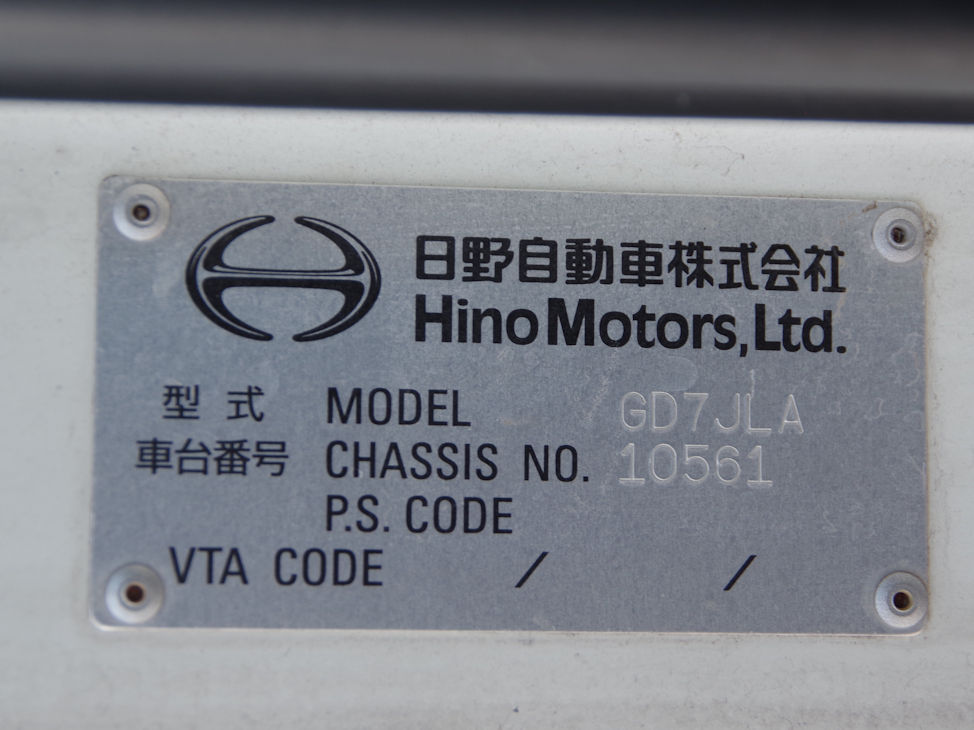 日野自動車株式会社
Hino Motors, Ltd.
型式 MODEL GD7JLA
車台番号 CHASSIS NO. 10561
P.S. CODE
VTA CODE / /